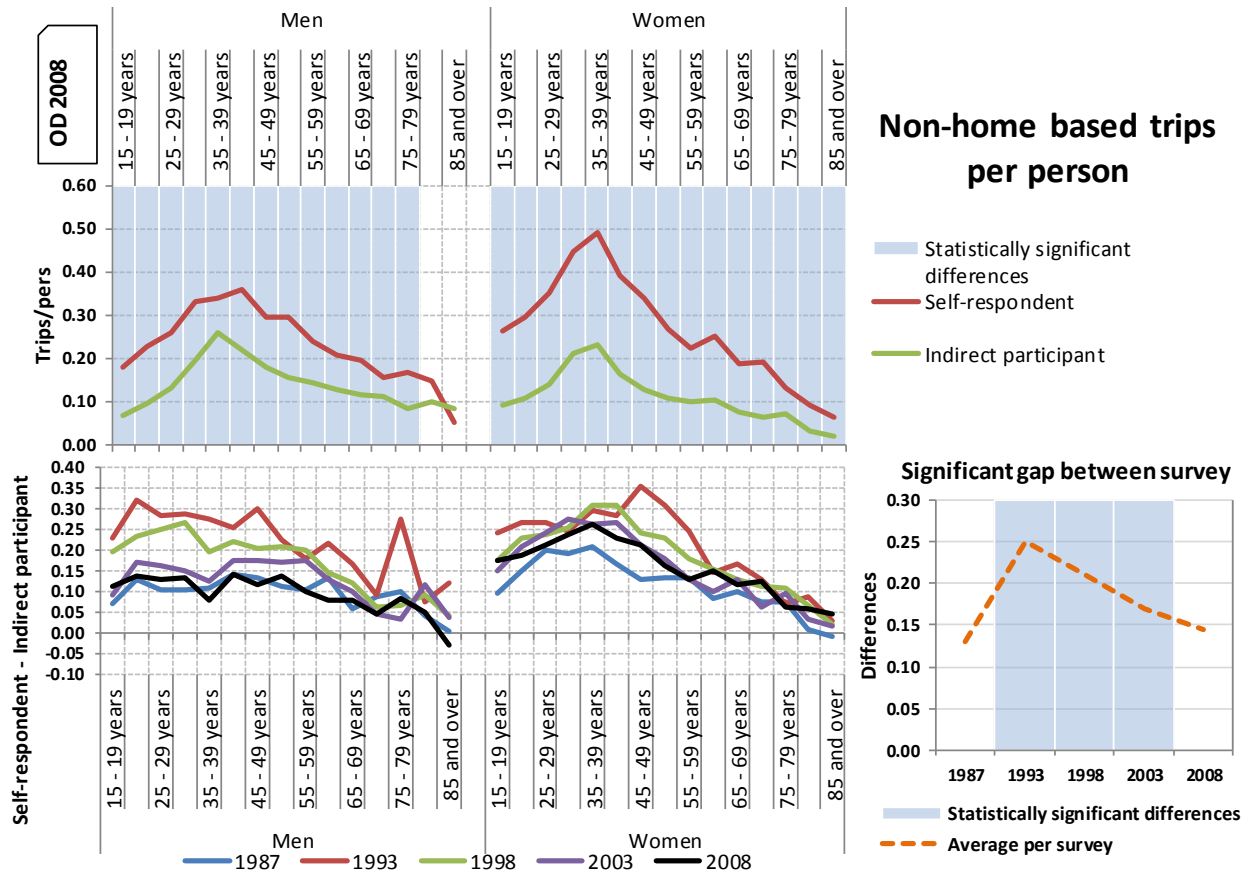 Men
Women
OD 2008
15 - 19 years
25 - 29 years
35 - 39 years
45 - 49 years
55 - 59 years
65 - 69 years
75 - 79 years
85 and over
15 - 19 years
25 - 29 years
35 - 39 years
45 - 49 years
55 - 59 years
65 - 69 years
75 - 79 years
85 and over
Non-home based trips
per person
Trips/pers
0.60
0.50
0.40
0.30
0.20
0.10
0.00
Statistically significant
differences
Self-respondent
Indirect participant
Self-respondent - Indirect participant
0.40
0.35
0.30
0.25
0.20
0.15
0.10
0.05
0.00
-0.05
-0.10
15 - 19 years
25 - 29 years
35 - 39 years
45 - 49 years
55 - 59 years
65 - 69 years
75 - 79 years
85 and over
15 - 19 years
25 - 29 years
35 - 39 years
45 - 49 years
55 - 59 years
65 - 69 years
75 - 79 years
85 and over
Men
Women
1987
1993
1998
2003
2008
Significant gap between survey
Differences
0.30
0.25
0.20
0.15
0.10
0.05
0.00
1987 1993 1998 2003 2008
Statistically significant differences
Average per survey